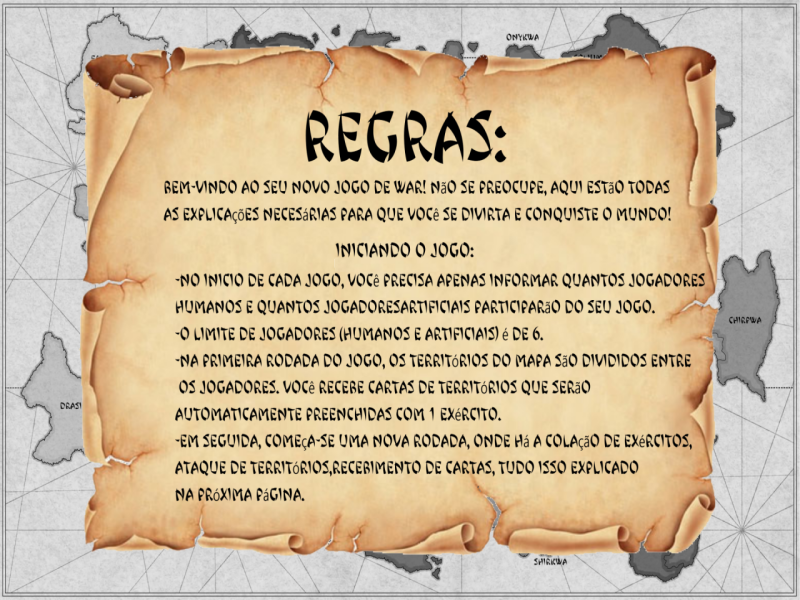 ONYKWA
REGRAS:
BEM-VINDO AO SEU NOVO JOGO DE WAR! NãO SE PREOCUPE, AQUI ESTãO TODAS
AS EXPLICAçõES NECESáRIAS PARA QUE VOCê SE DIVIRTA E CONQUISTE O MUNDO!
INICIANDO O JOGO:
-NO INICIO DE CADA JOGO, VOCê PRECISA APENAS INFORMAR QUANTOS JOGADORES
HUMANOS E QUANTOS JOGADORESARTIFICIAIS PARTICIPARãO DO SEU JOGO.
-O LIMITE DE JOGADORES (HUMANOS E ARTIFICIAIS) é DE 6.
CHIRPWA
-NA PRIMEIRA RODADA DO JOGO, OS TERRITóRIOS DO MAPA SãO DIVIDIDOS ENTRE
OS JOGADORES. VOCê RECEBE CARTAS DE TERRITóRIOS QUE SERãO
DRAS
AUTOMATICAMENTE PREENCHIDAS COM 1 EXéRCITO.
-EM SEGUIDA, COMEçA-SE UMA NOVA RODADA, ONDE Há A COLAçãO DE EXéRCITOS,
ATAQUE DE TERRITóRIOS,RECEBIMENTO DE CARTAS, TUDO ISSO EXPLICADO
NA PRóXIMA PáGINA.
SHIRKWA